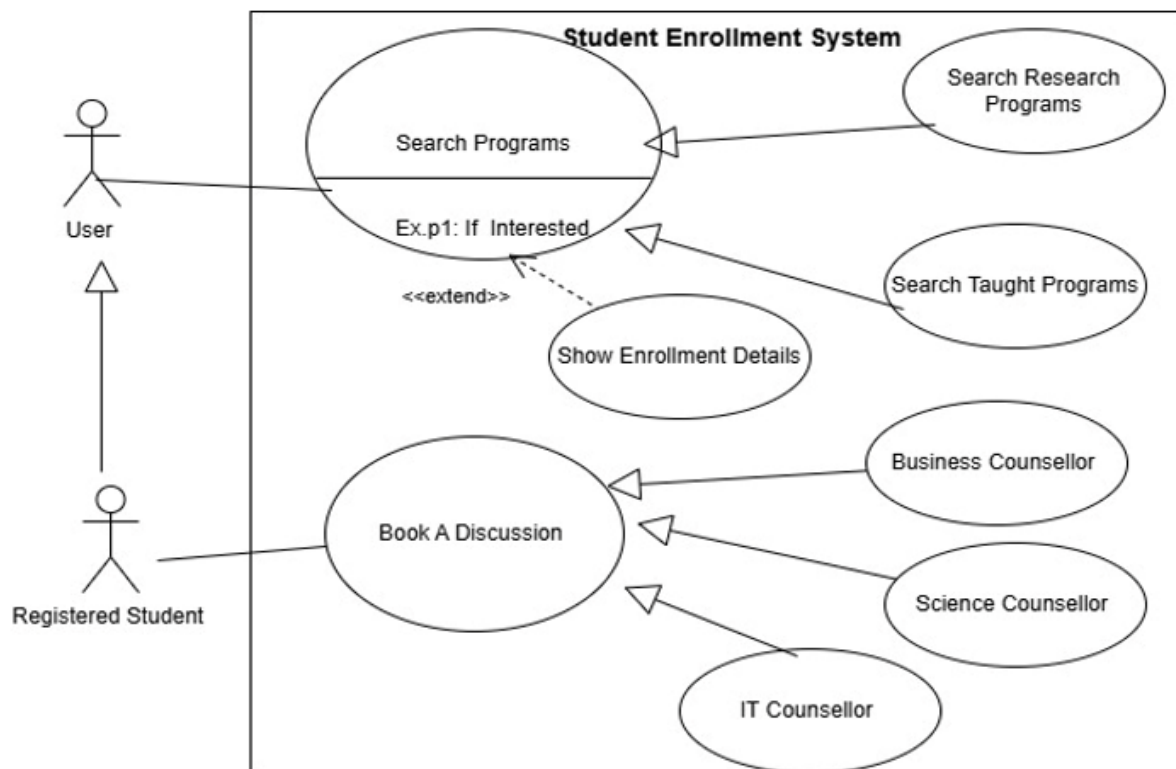 Student Enrollment System
Search Research
Programs
Search Programs
User
Ex.p1: If Interested
<<extend>>
Search Taught Programs
Show Enrollment Details
Business Counsellor
Book A Discussion
Science Counsellor
Registered Student
IT Counsellor